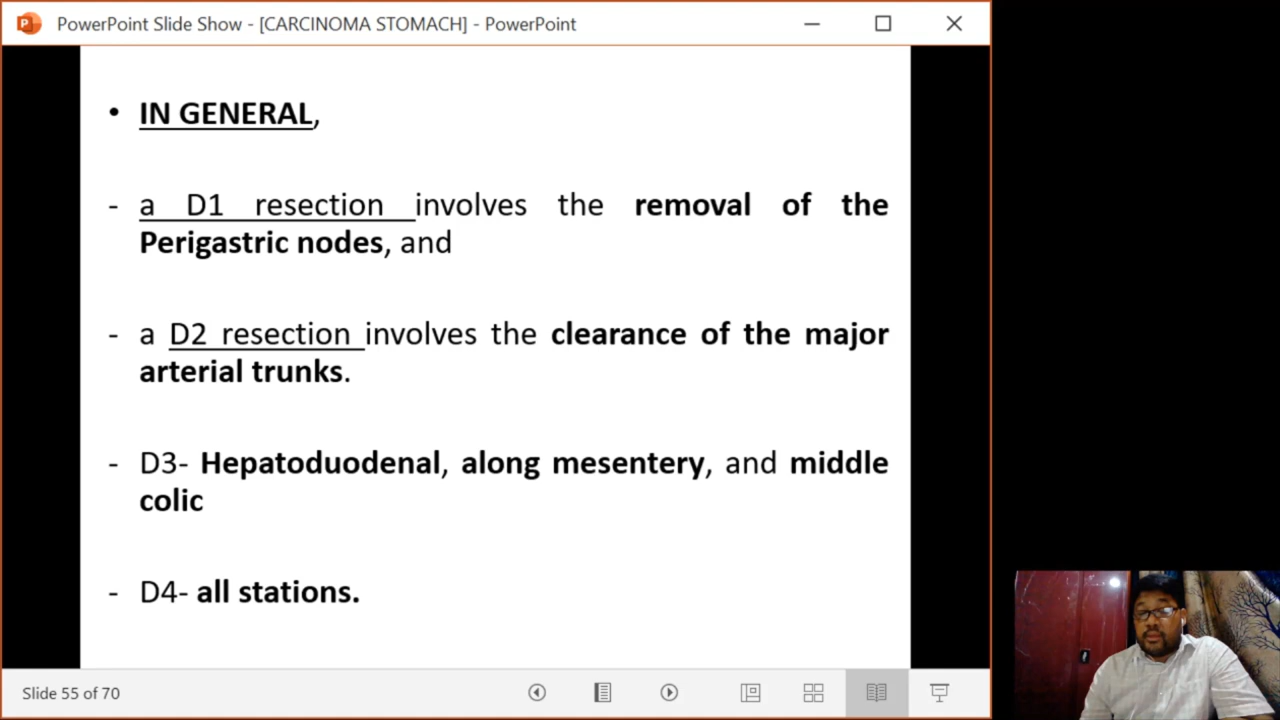 PowerPoint Slide Show - [CARCINOMA STOMACH] - PowerPoint
• IN GENERAL,
- a D1 resection involves the removal of the
Perigastric nodes, and
- a D2 resection involves the clearance of the major
arterial trunks.
- D3- Hepatoduodenal, along mesentery, and middle
colic
- D4- all stations.
Slide 55 of 70